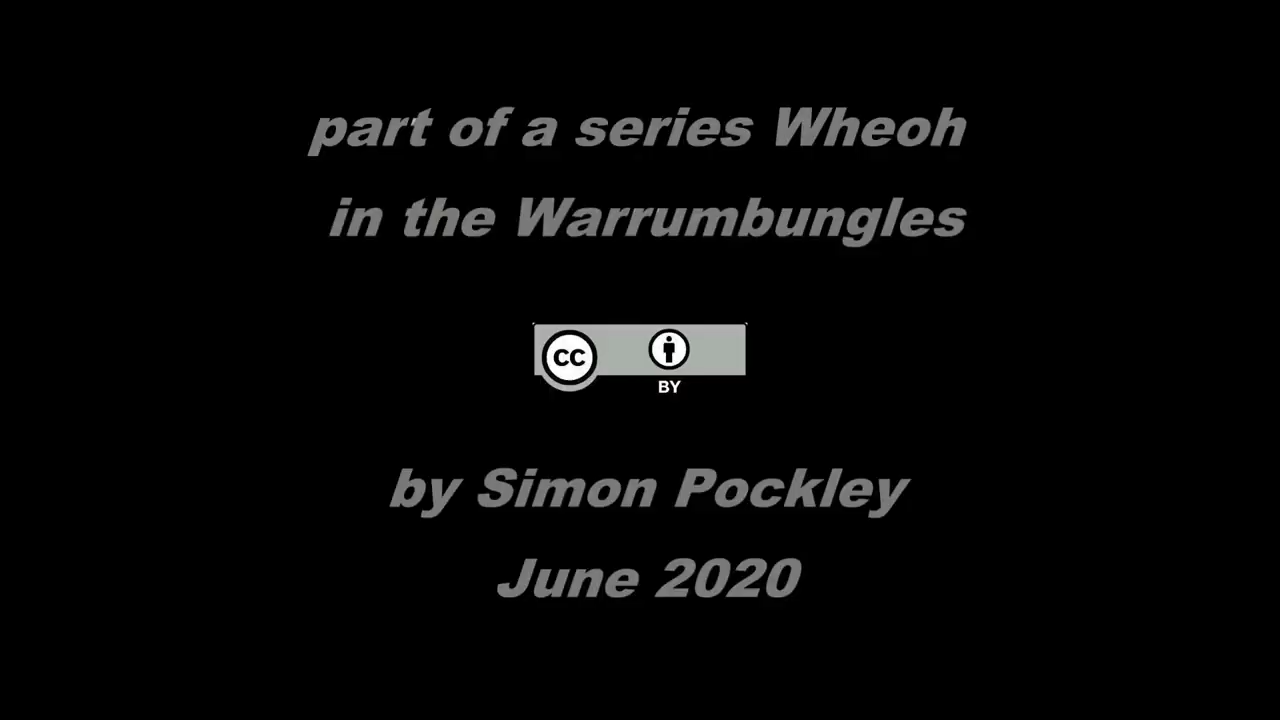 part of a series Wheoh
in the Warrumbungles
CC
BY
by Simon Pockley
June 2020